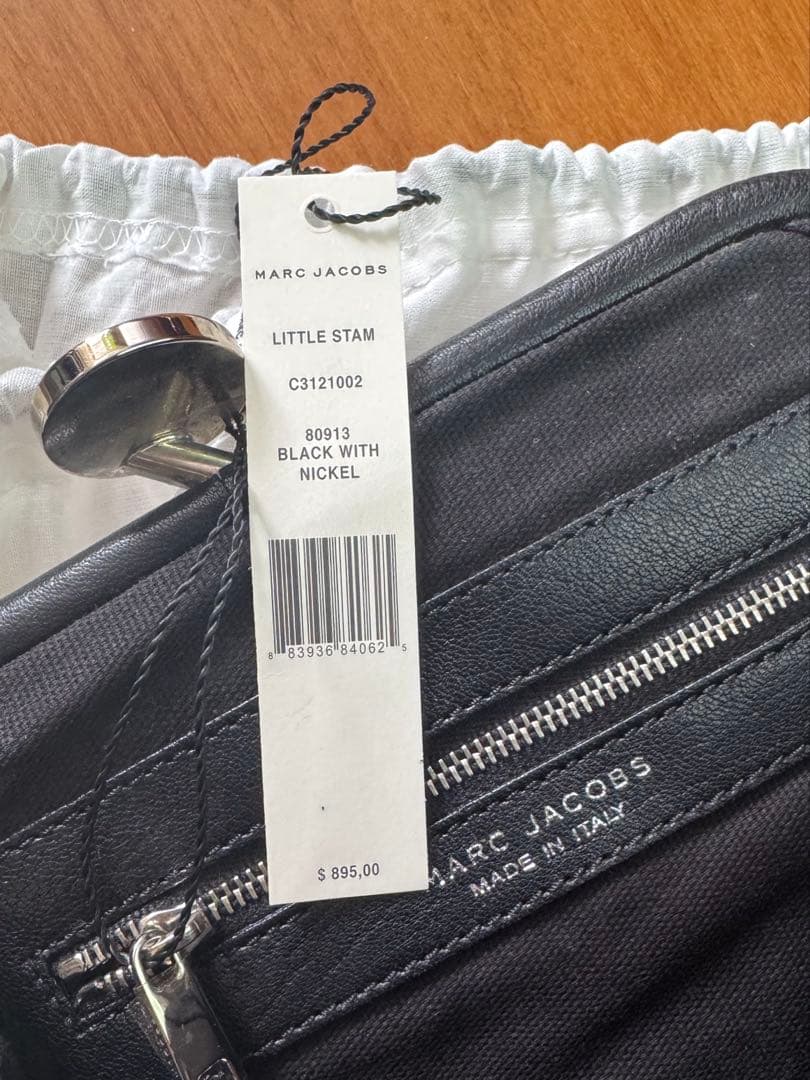 MARC JACOBS
LITTLE STAM
C3121002
80913
BLACK WITH
NICKEL
8 83936 84062 5
$ 895,00
MARC JACOBS
MADE IN ITALY